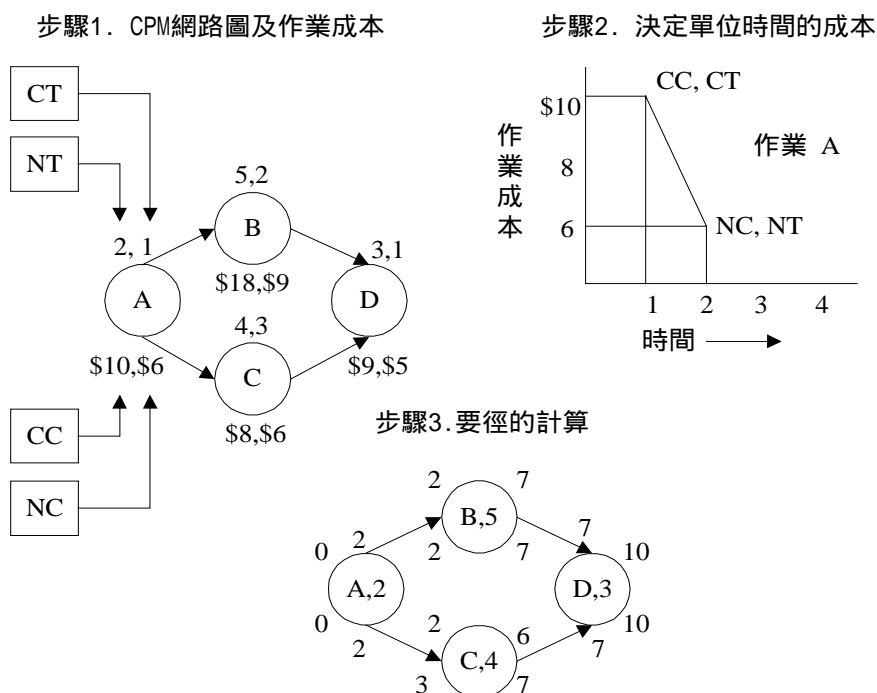 步驟1. CPM網路圖及作業成本
CT
NT
2, 1
A
$10,$6
5,2
B
$18,$9
4,3
C
$8,$6
3,1
D
$9,$5
CC
NC
步驟2. 決定單位時間的成本
作業成本
$10
8
6
CC, CT
作業 A
NC, NT
1 2 3 4
時間
步驟3.要徑的計算
0 2
A,2
0 2
2 7
B,5
2 7
2 6
C,4
3 7
7 10
D,3
7 10